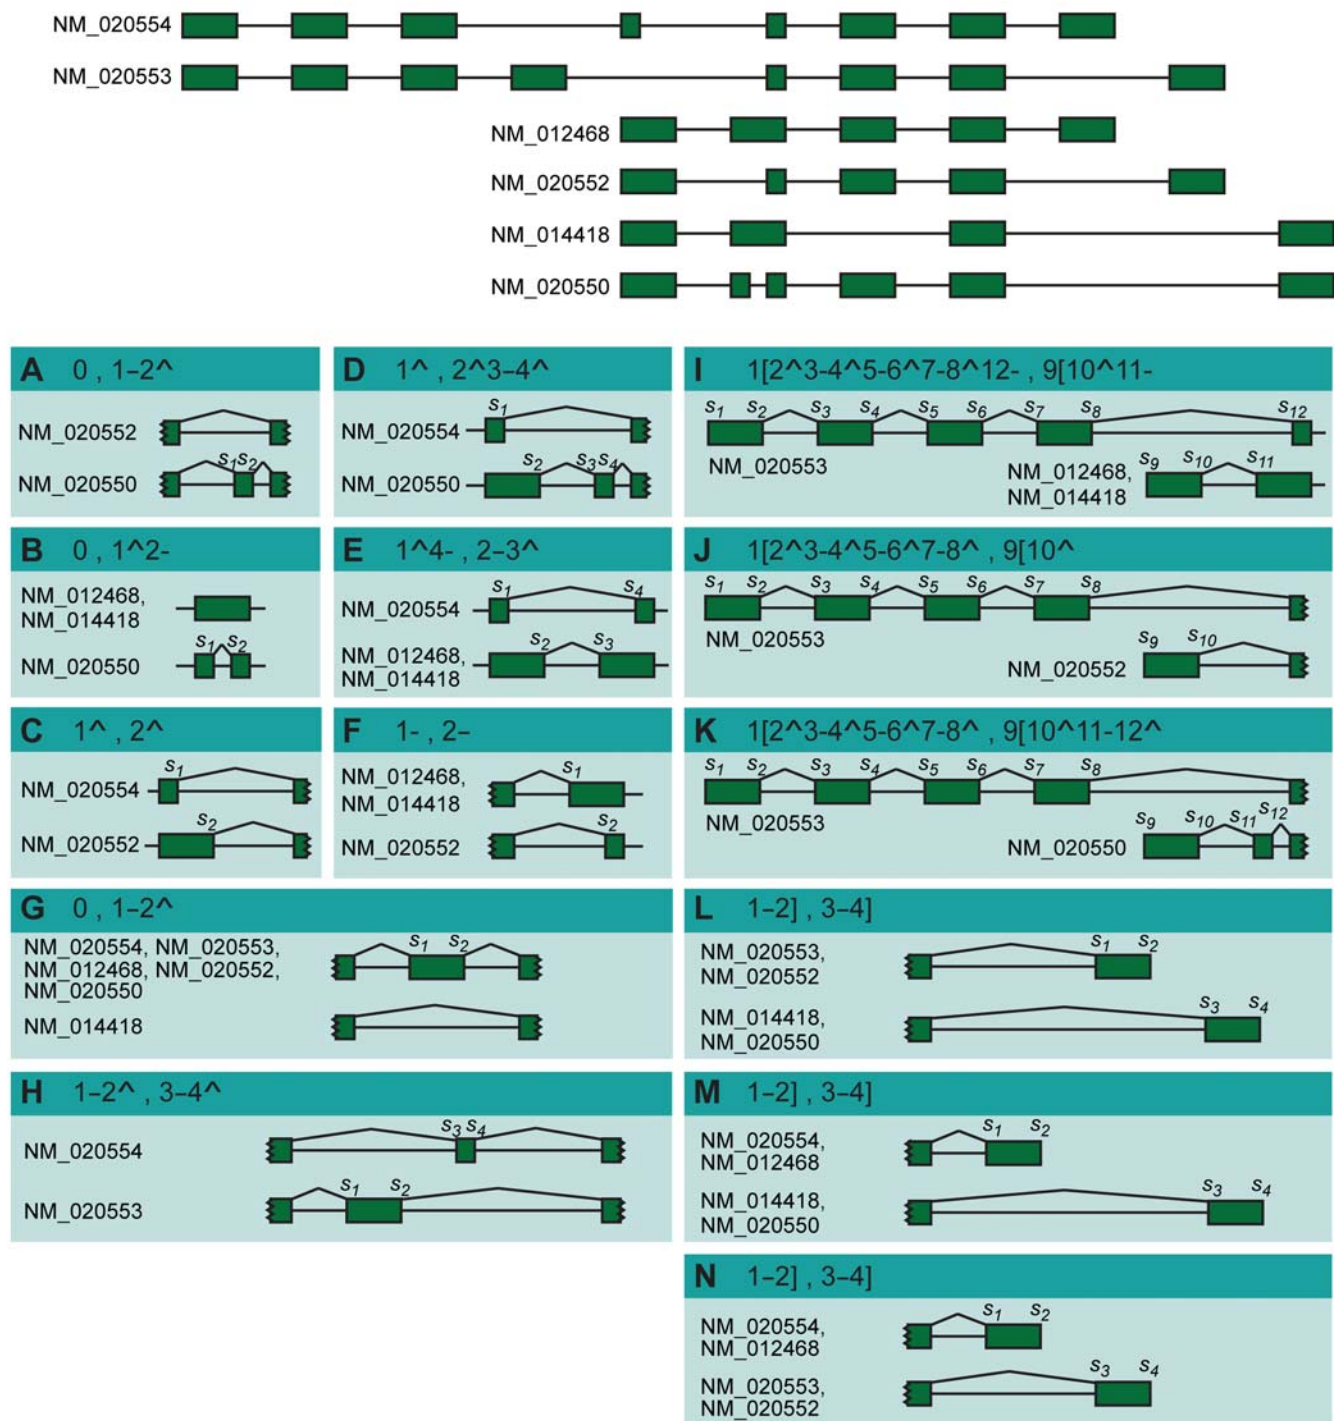 NM_020554
NM_020553
NM_012468
NM_020552
NM_014418
NM_020550
A 0 , 1–2^
NM_020552
NM_020550
S1 S2
B 0 , 1^2-
NM_012468,
NM_014418
NM_020550
S1 S2
C 1^ , 2^
NM_020554
S1
NM_020552
S2
D 1^ , 2^3–4^
NM_020554
S1
NM_020550
S2 S3 S4
E 1^4- , 2–3^
NM_020554
S1 S4
NM_012468,
NM_014418
S2 S3
F 1- , 2–
NM_012468,
NM_014418
S1
NM_020552
S2
G 0 , 1–2^
NM_020554, NM_020553,
NM_012468, NM_020552,
NM_020550
S1 S2
NM_014418
H 1–2^ , 3–4^
NM_020554
S3 S4
NM_020553
S1 S2
I 1[2^3-4^5-6^7-8^12- , 9[10^11-
S1 S2 S3 S4 S5 S6 S7 S8 S12
NM_020553
NM_012468,
NM_014418
S9 S10 S11
J 1[2^3-4^5-6^7-8^ , 9[10^
S1 S2 S3 S4 S5 S6 S7 S8
NM_020553
NM_020552
S9 S10
K 1[2^3-4^5-6^7-8^ , 9[10^11-12^
S1 S2 S3 S4 S5 S6 S7 S8
NM_020553
NM_020550
S9 S10 S11 S12
L 1–2] , 3–4]
NM_020553,
NM_020552
S1 S2
NM_014418,
NM_020550
S3 S4
M 1–2] , 3–4]
NM_020554,
NM_012468
S1 S2
NM_014418,
NM_020550
S3 S4
N 1–2] , 3–4]
NM_020554,
NM_012468
S1 S2
NM_020553,
NM_020552
S3 S4